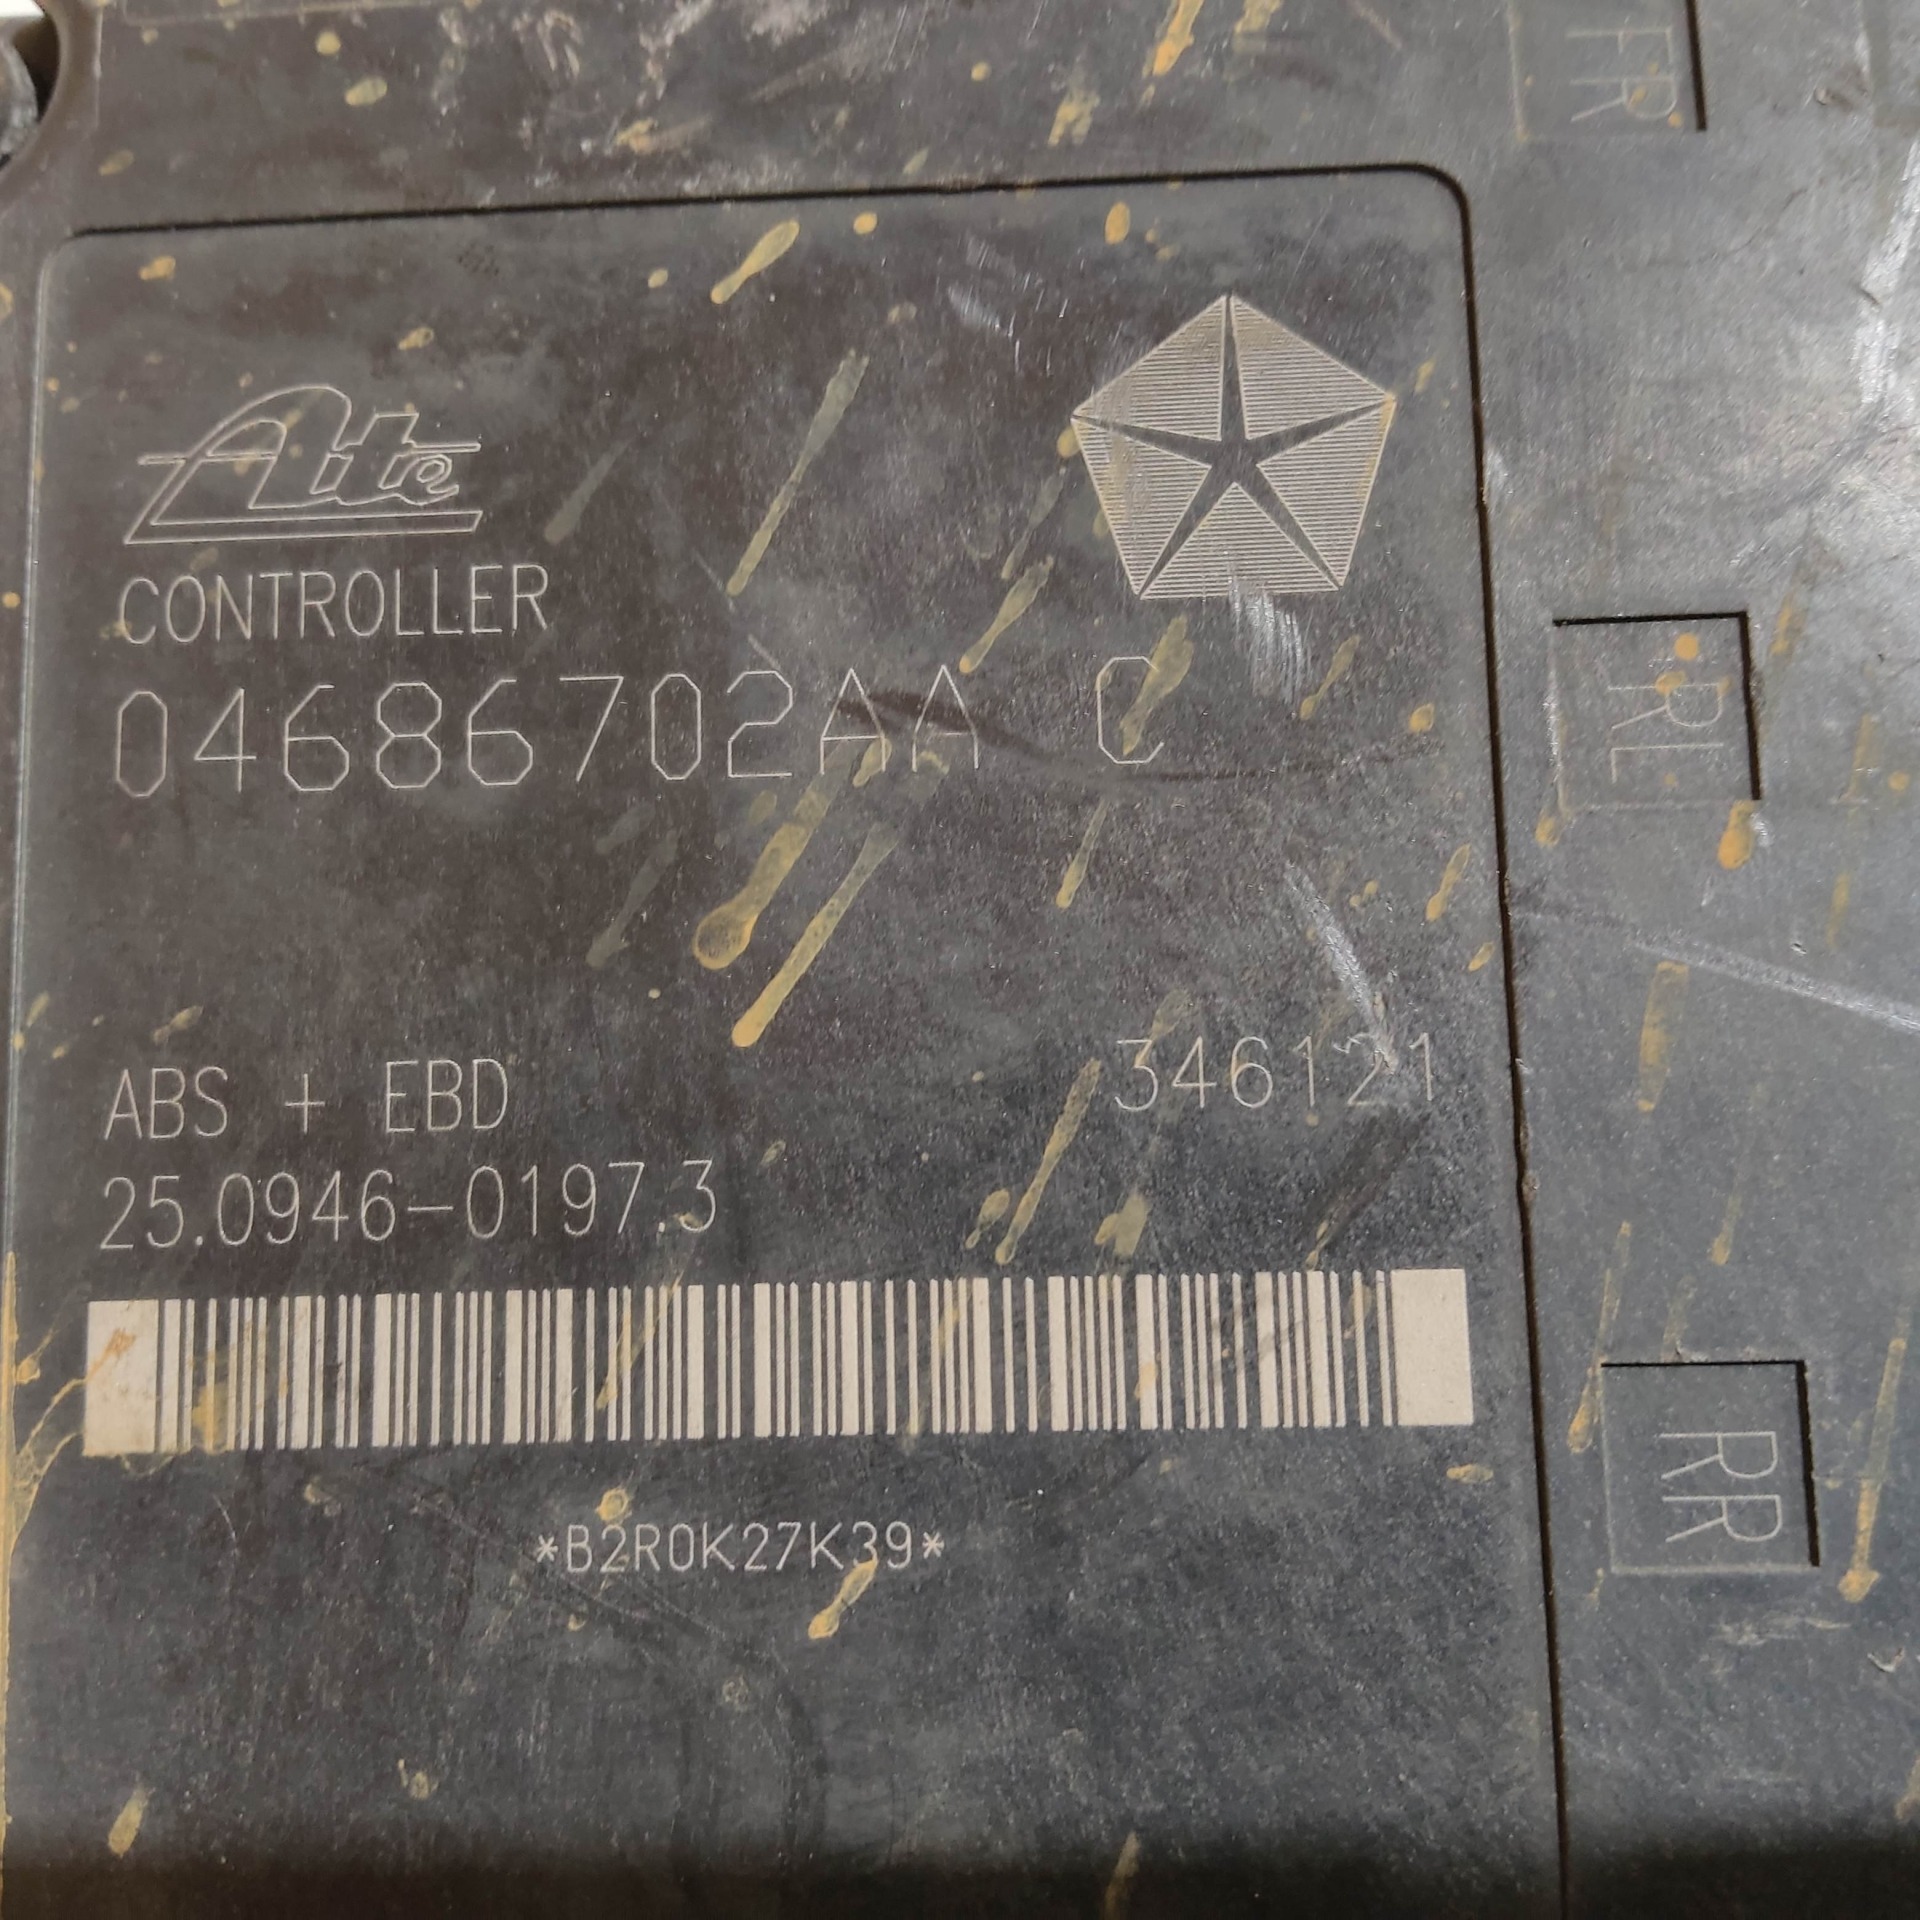 FR
Ate
CONTROLLER
04686702AA C
RL
ABS + EBD 346121
25.0946-0197.3
*B2R0K27K39*
RR